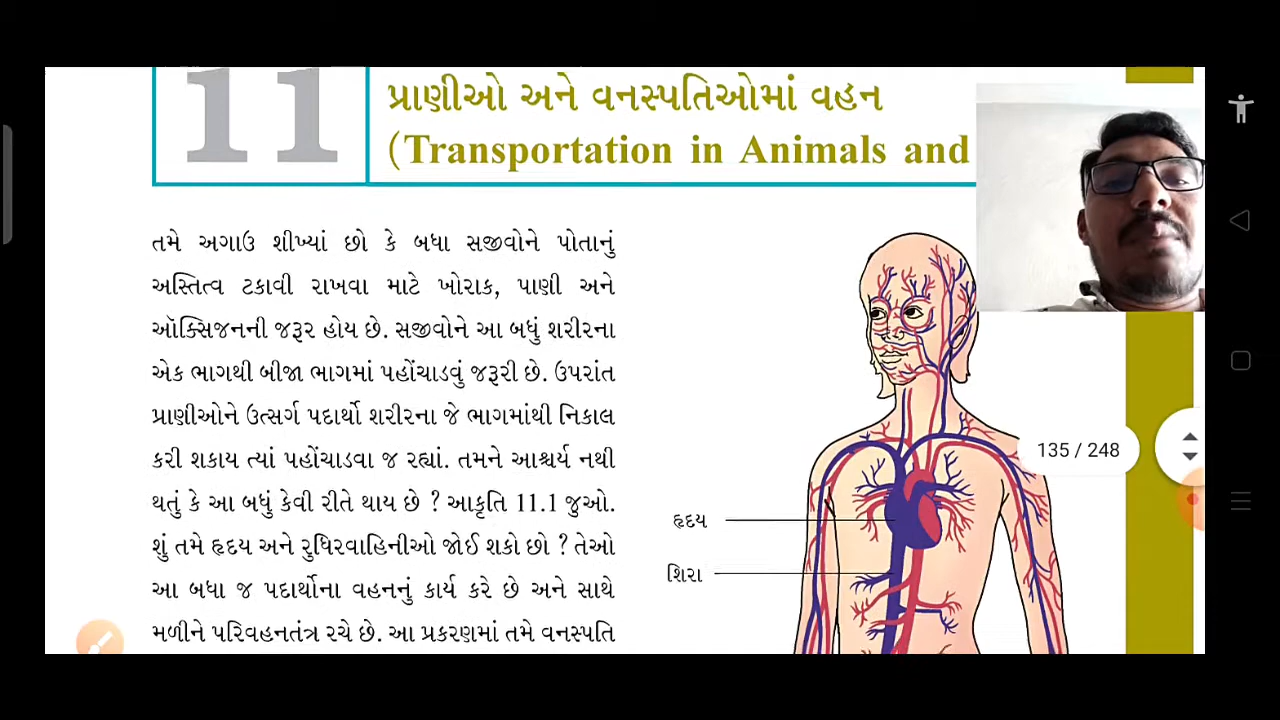 11
પ્રાણીઓ અને વનસ્પતિઓમાં વહન
(Transportation in Animals and
તમે અગાઉ શીખ્યાં છો કે બધા સજીવોને પોતાનું
અસ્તિત્વ ટકાવી રાખવા માટે ખોરાક, પાણી અને
ઑક્સિજનની જરૂર હોય છે. સજીવોને આ બધું શરીરના
એક ભાગથી બીજા ભાગમાં પહોંચાડવું જરૂરી છે. ઉપરાંત
પ્રાણીઓને ઉત્સર્ગ પદાર્થો શરીરના જે ભાગમાંથી નિકાલ
કરી શકાય ત્યાં પહોંચાડવા જ રહ્યાં. તમને આશ્ચર્ય નથી
થતું કે આ બધું કેવી રીતે થાય છે ? આકૃતિ 11.1 જુઓ.
શું તમે હૃદય અને રુધિરવાહિનીઓ જોઈ શકો છો ? તેઓ
આ બધા જ પદાર્થોના વહનનું કાર્ય કરે છે અને સાથે
મળીને પરિવહનતંત્ર રચે છે. આ પ્રકરણમાં તમે વનસ્પતિ
હૃદય
શિરા
135 / 248